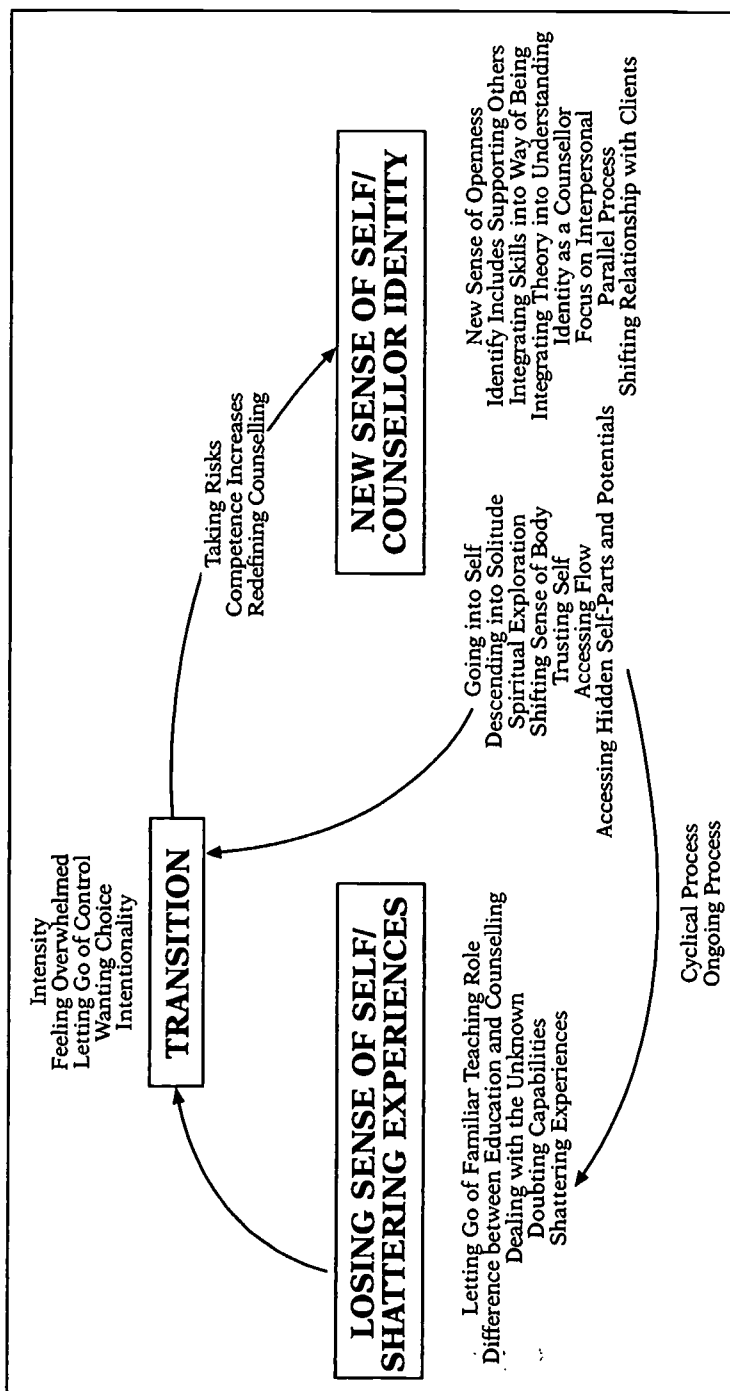 Intensity
Feeling Overwhelmed
Letting Go of Control
Wanting Choice
Intentionality
TRANSITION
Taking Risks
Competence Increases
Redefining Counselling
LOSING SENSE OF SELF/
SHATTERING EXPERIENCES
Letting Go of Familiar Teaching Role
Difference between Education and Counselling
Dealing with the Unknown
Doubting Capabilities
Shattering Experiences
Going into Self
Descending into Solitude
Spiritual Exploration
Shifting Sense of Body
Trusting Self
Accessing Flow
Accessing Hidden Self-Parts and Potentials
NEW SENSE OF SELF/
COUNSELLOR IDENTITY
New Sense of Openness
Identify Includes Supporting Others
Integrating Skills into Way of Being
Integrating Theory into Understanding
Identity as a Counsellor
Focus on Interpersonal
Parallel Process
Shifting Relationship with Clients
Cyclical Process
Ongoing Process